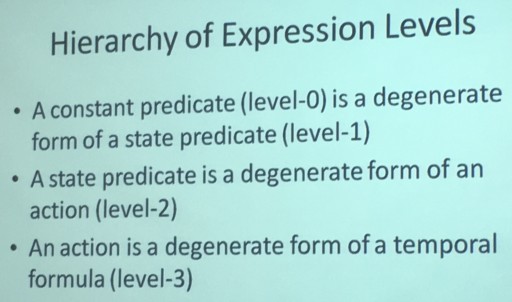 Hierarchy of Expression Levels
• A constant predicate (level-0) is a degenerate
form of a state predicate (level-1)
• A state predicate is a degenerate form of an
action (level-2)
• An action is a degenerate form of a temporal
formula (level-3)